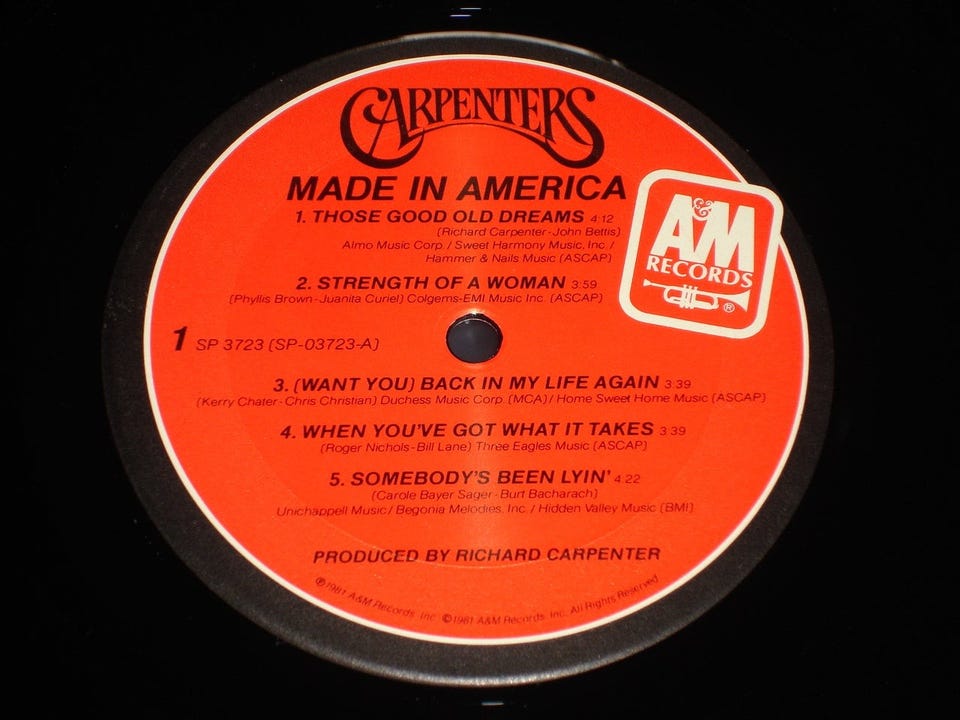 CARPENTERS
MADE IN AMERICA
1. THOSE GOOD OLD DREAMS 4:12
(Richard Carpenter-John Bettis)
Almo Music Corp./Sweet Harmony Music, Inc./
Hammer & Nails Music (ASCAP)
A&M
RECORDS
®
2. STRENGTH OF A WOMAN 3:59
(Phyllis Brown-Juanita Curiel) Colgems-EMI Music Inc. (ASCAP)
1 SP 3723 (SP-03723-A)
3. (WANT YOU) BACK IN MY LIFE AGAIN 3:39
(Kerry Chater-Chris Christian) Duchess Music Corp. (MCA)/Home Sweet Home Music (ASCAP)
4. WHEN YOU'VE GOT WHAT IT TAKES 3:39
(Roger Nichols-Bill Lane) Three Eagles Music (ASCAP)
5. SOMEBODY'S BEEN LYIN' 4:22
(Carole Bayer Sager-Burt Bacharach)
Unichappell Music/Begonia Melodies, Inc./Hidden Valley Music (BMI)
PRODUCED BY RICHARD CARPENTER
℗1981 A&M Records, Inc. ©1981 A&M Records, Inc. All Rights Reserved